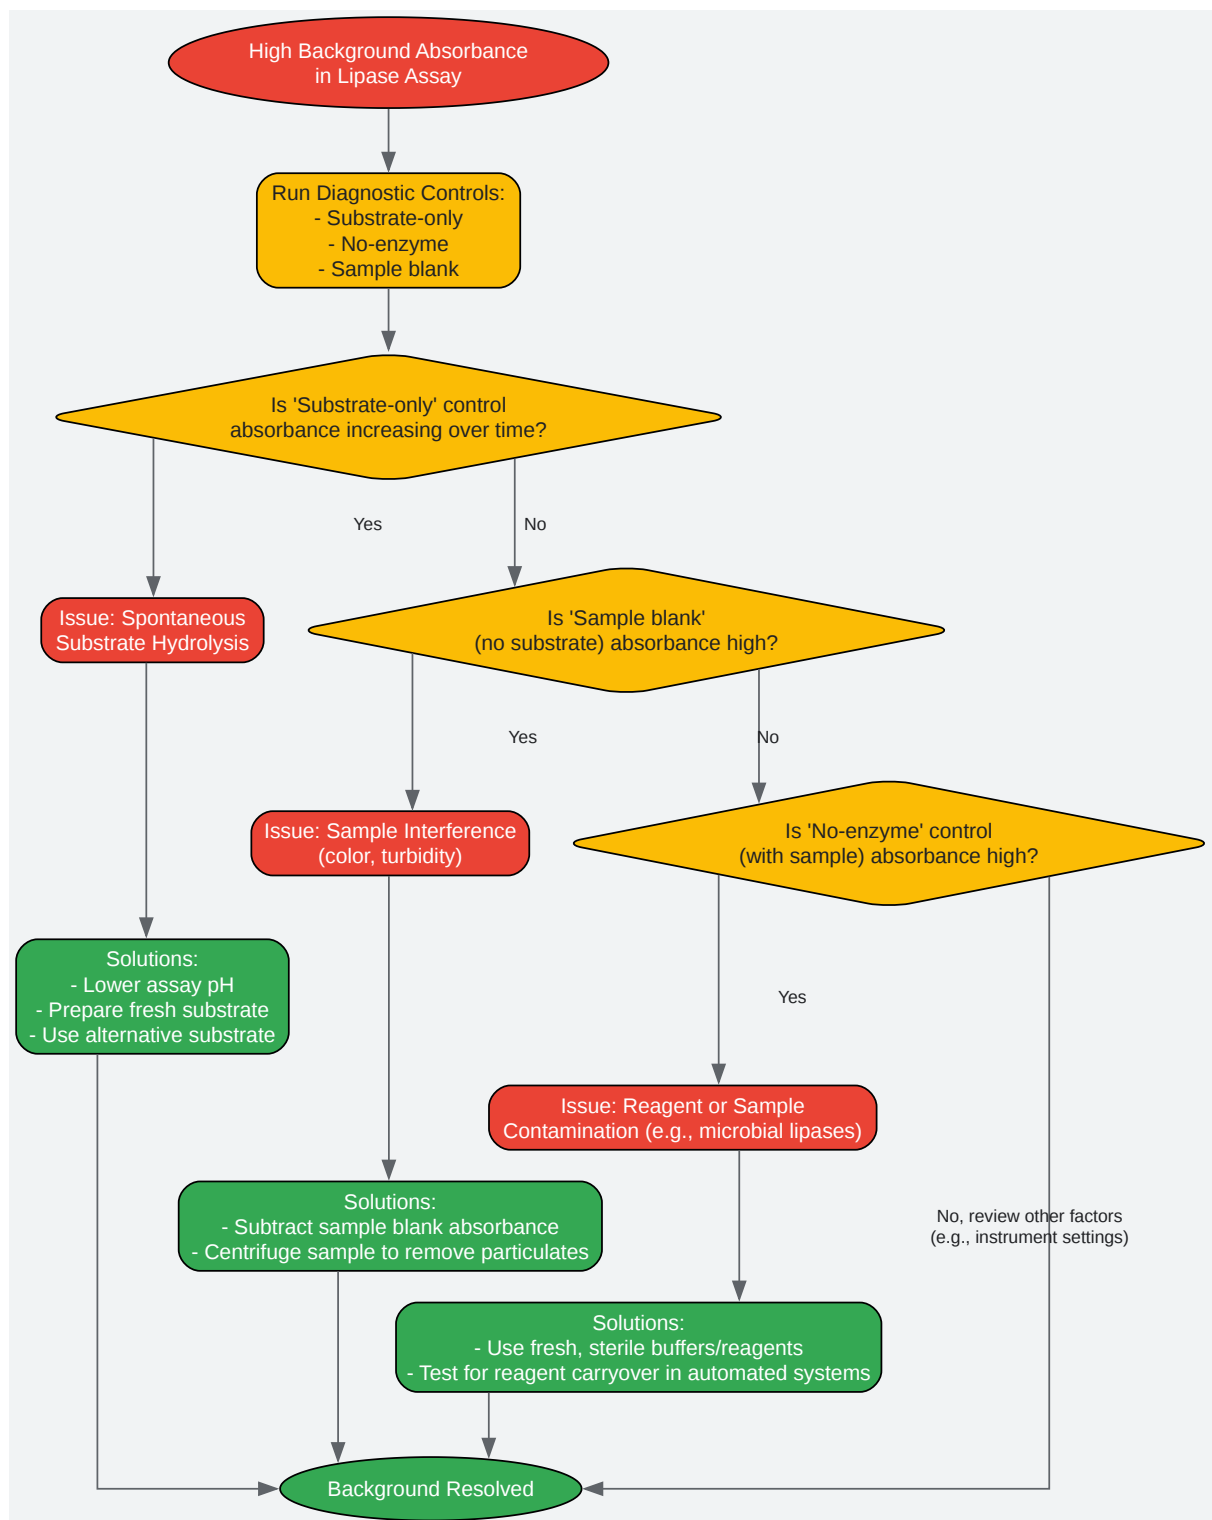 High Background Absorbance
in Lipase Assay
Run Diagnostic Controls:
- Substrate-only
- No-enzyme
- Sample blank
Is 'Substrate-only' control
absorbance increasing over time?
Yes
No
Issue: Spontaneous
Substrate Hydrolysis
Is 'Sample blank'
(no substrate) absorbance high?
Yes
No
Issue: Sample Interference
(color, turbidity)
Is 'No-enzyme' control
(with sample) absorbance high?
Solutions:
- Lower assay pH
- Prepare fresh substrate
- Use alternative substrate
Yes
Issue: Reagent or Sample
Contamination (e.g., microbial lipases)
Solutions:
- Subtract sample blank absorbance
- Centrifuge sample to remove particulates
No, review other factors
(e.g., instrument settings)
Solutions:
- Use fresh, sterile buffers/reagents
- Test for reagent carryover in automated systems
Background Resolved